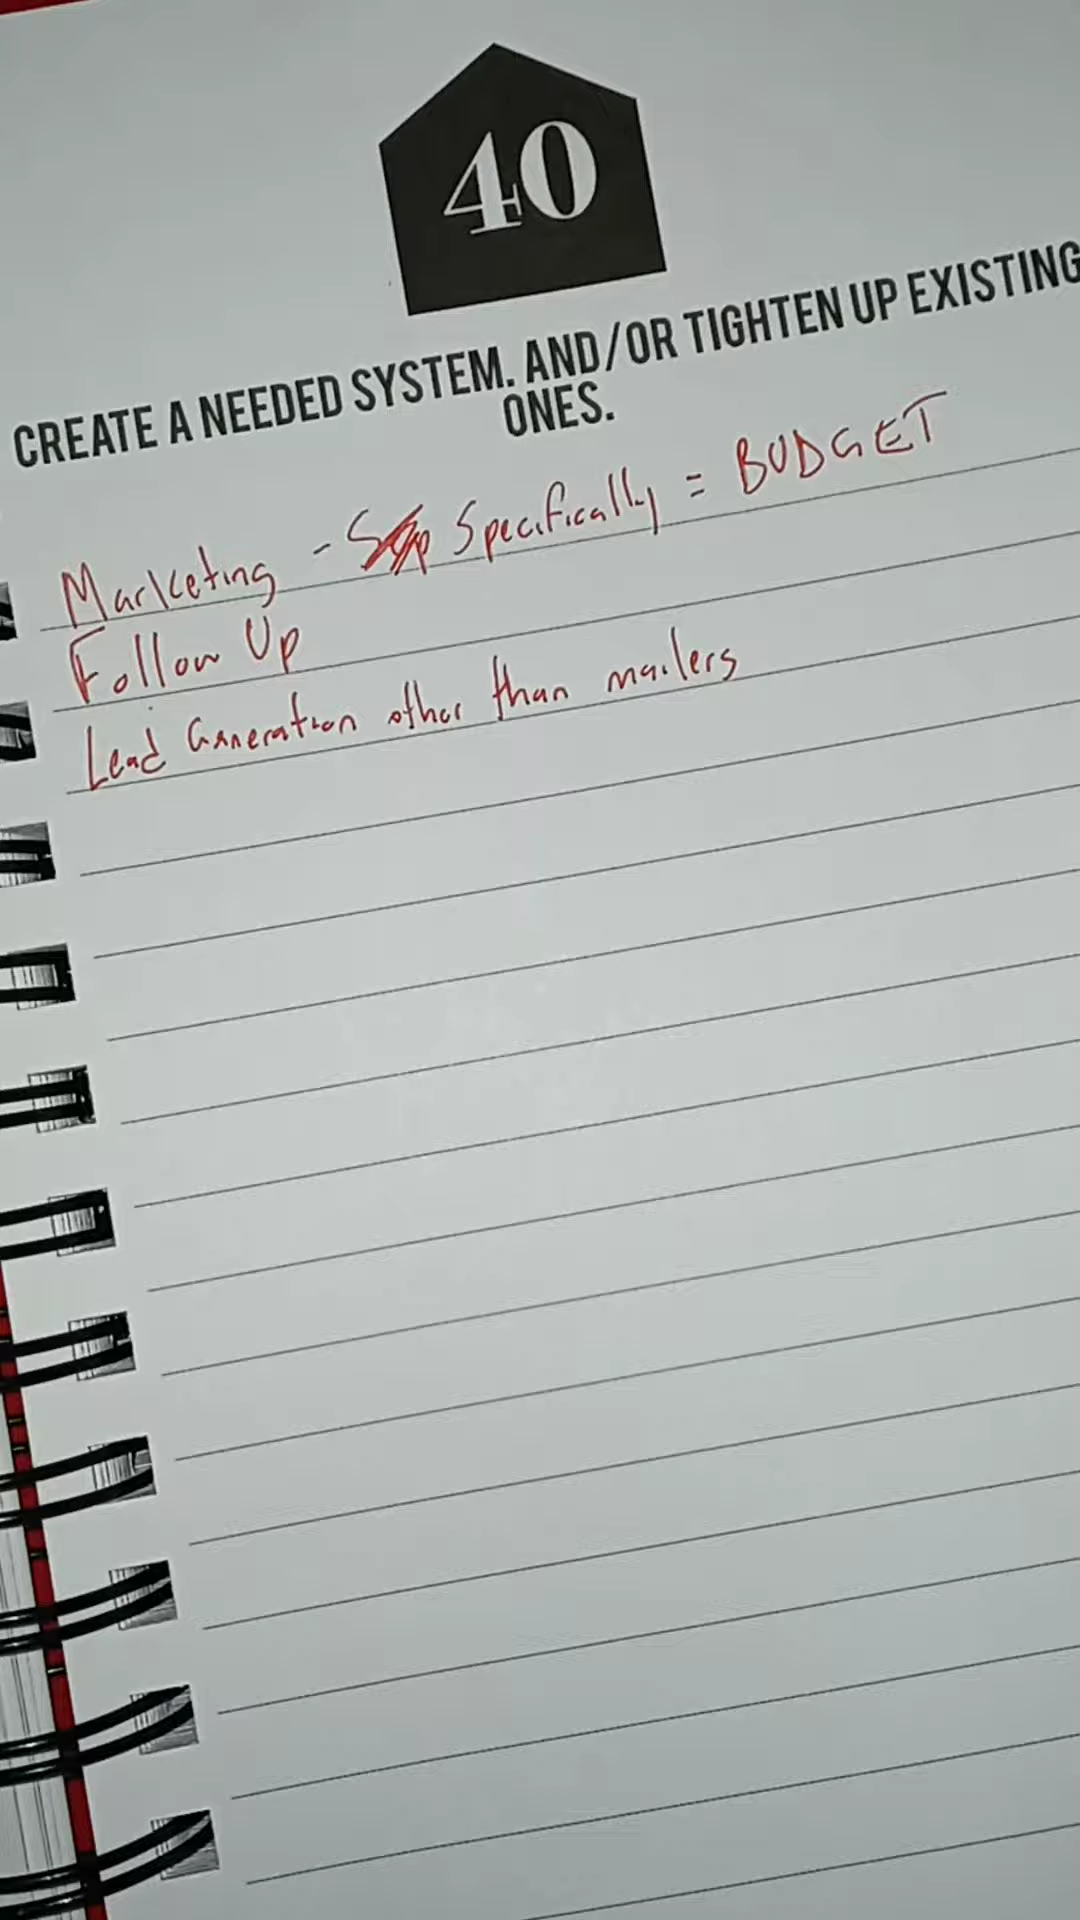 40
CREATE A NEEDED SYSTEM. AND/OR TIGHTEN UP EXISTING
ONES.
Marketing - Specifically = BUDGET
Follow Up
Lead Generation other than mailers